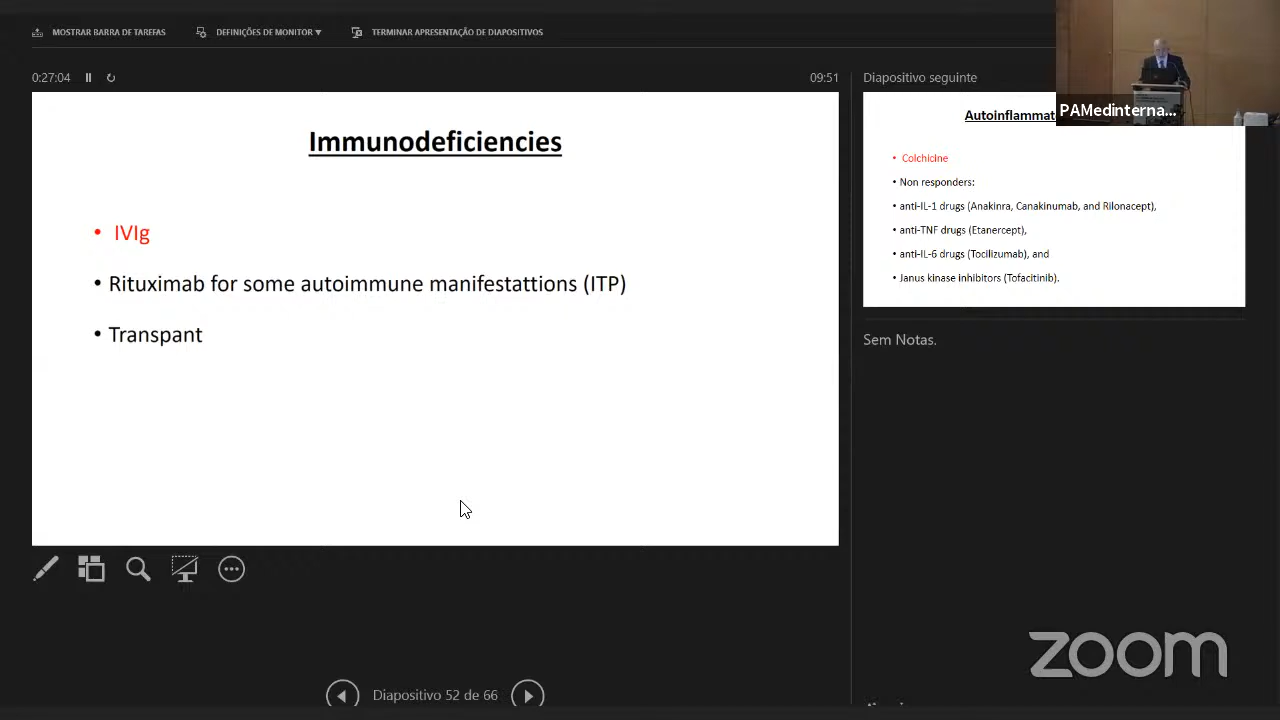 MOSTRAR BARRA DE TAREFAS DEFINIÇÕES DE MONITOR ▼ TERMINAR APRESENTAÇÃO DE DIAPOSITIVOS
0:27:04 09:51
Immunodeficiencies
• IVIg
• Rituximab for some autoimmune manifestattions (ITP)
• Transpant
Diapositivo 52 de 66
Diapositivo seguinte
PAMedinterna...
Autoinflammat
• Colchicine
• Non responders:
• anti-IL-1 drugs (Anakinra, Canakinumab, and Rilonacept),
• anti-TNF drugs (Etanercept),
• anti-IL-6 drugs (Tocilizumab), and
• Janus kinase inhibitors (Tofacitinib).
Sem Notas.
zoom